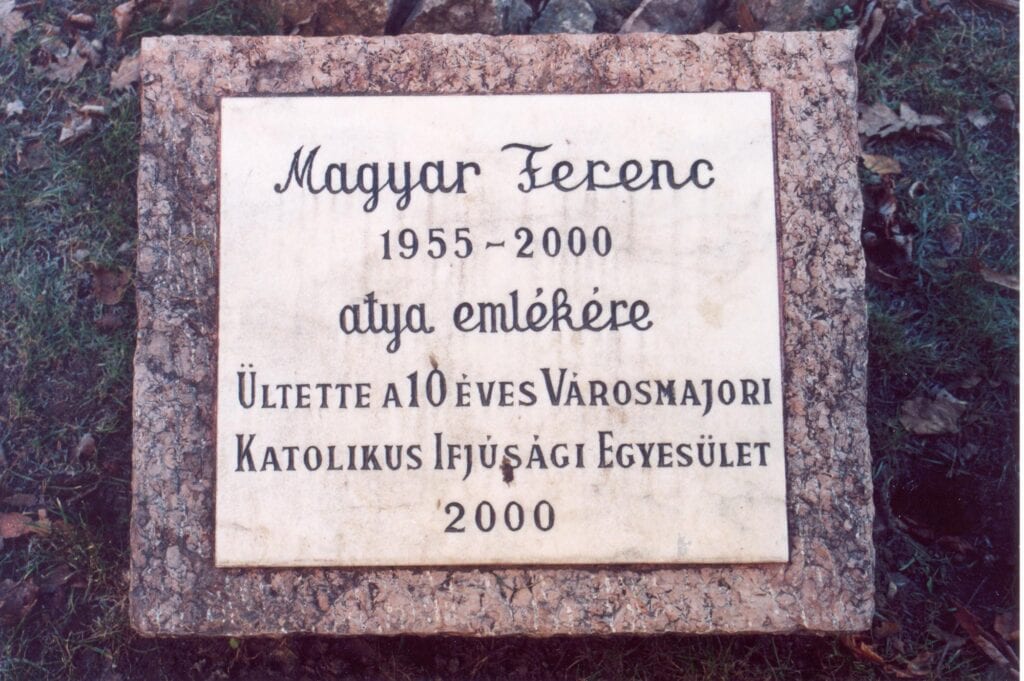 Magyar Ferenc
1955-2000
atya emlékére
ÜLTETTE A 10 ÉVES VÁROSMAJORI
KATOLIKUS IFJÚSÁGI EGYESÜLET
2000